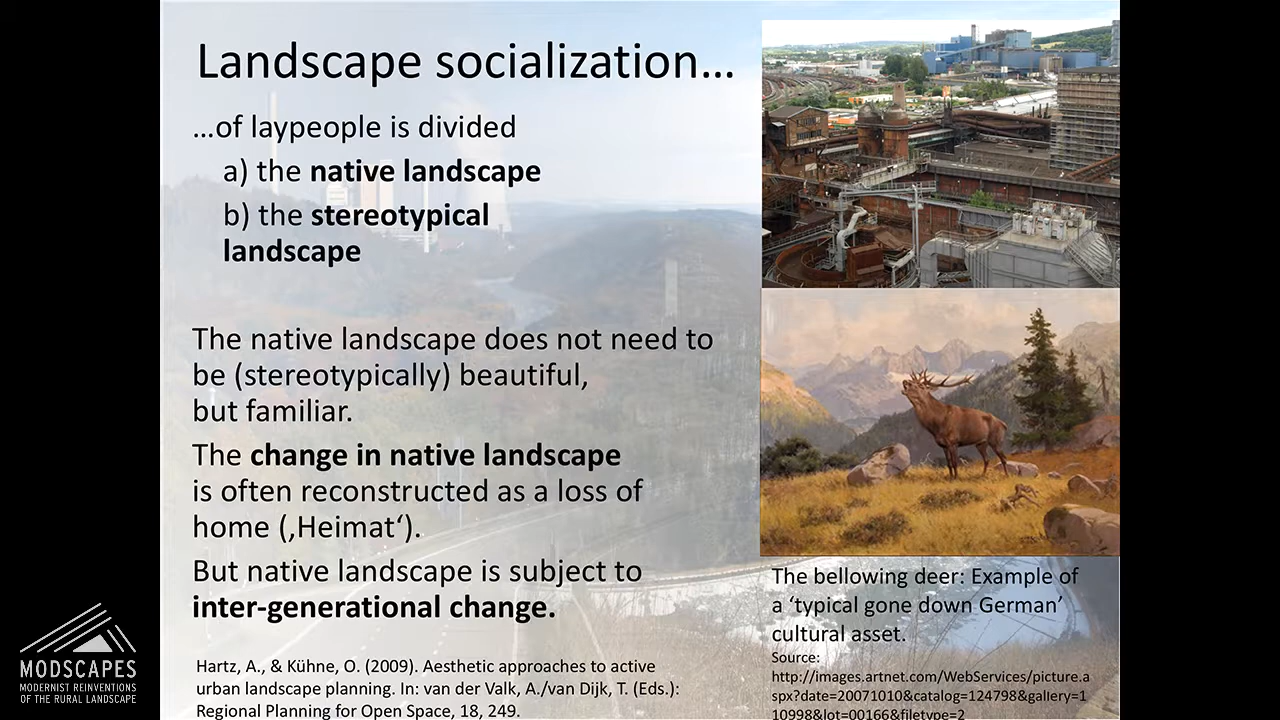 Landscape socialization…
…of laypeople is divided
a) the native landscape
b) the stereotypical
landscape
The native landscape does not need to
be (stereotypically) beautiful,
but familiar.
The change in native landscape
is often reconstructed as a loss of
home (‚Heimat‘).
But native landscape is subject to
inter-generational change.
Hartz, A., & Kühne, O. (2009). Aesthetic approaches to active
urban landscape planning. In: van der Valk, A./van Dijk, T. (Eds.):
Regional Planning for Open Space, 18, 249.
The bellowing deer: Example of
a ‘typical gone down German’
cultural asset.
Source:
http://images.artnet.com/WebServices/picture.a
spx?date=20071010&catalog=124798&gallery=1
10998&lot=00166&filetype=2
MODSCAPES
MODERNIST REINVENTIONS
OF THE RURAL LANDSCAPE